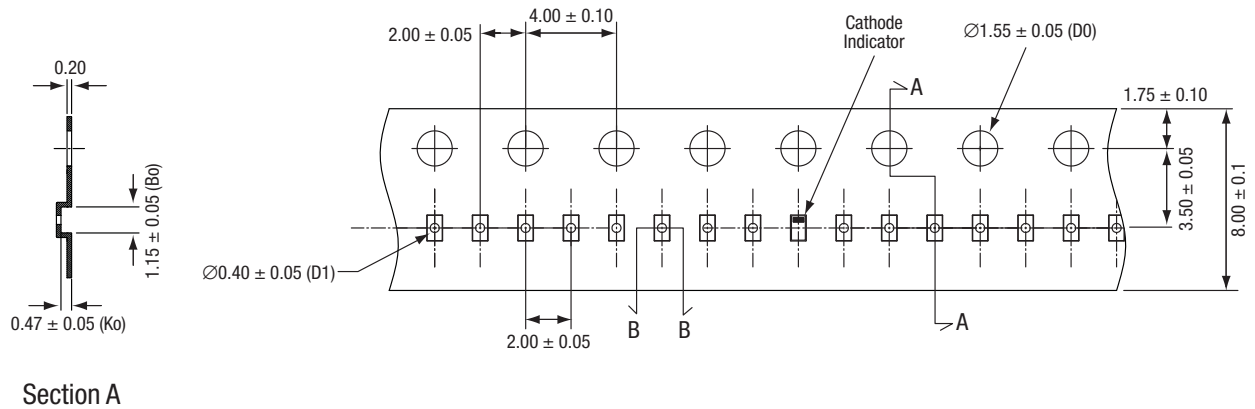 4.00 ± 0.10
2.00 ± 0.05
Cathode
Indicator
∅1.55 ± 0.05 (D0)
0.20
A
1.75 ± 0.10
1.15 ± 0.05 (Bo)
3.50 ± 0.05
8.00 ± 0.1
∅0.40 ± 0.05 (D1)
0.47 ± 0.05 (Ko)
B B
A
2.00 ± 0.05
Section A